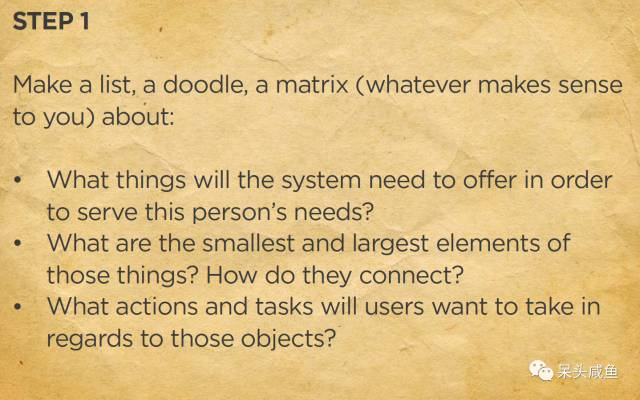 STEP 1
Make a list, a doodle, a matrix (whatever makes sense
to you) about:
• What things will the system need to offer in order
to serve this person's needs?
• What are the smallest and largest elements of
those things? How do they connect?
• What actions and tasks will users want to take in
regards to those objects?
呆头咸鱼